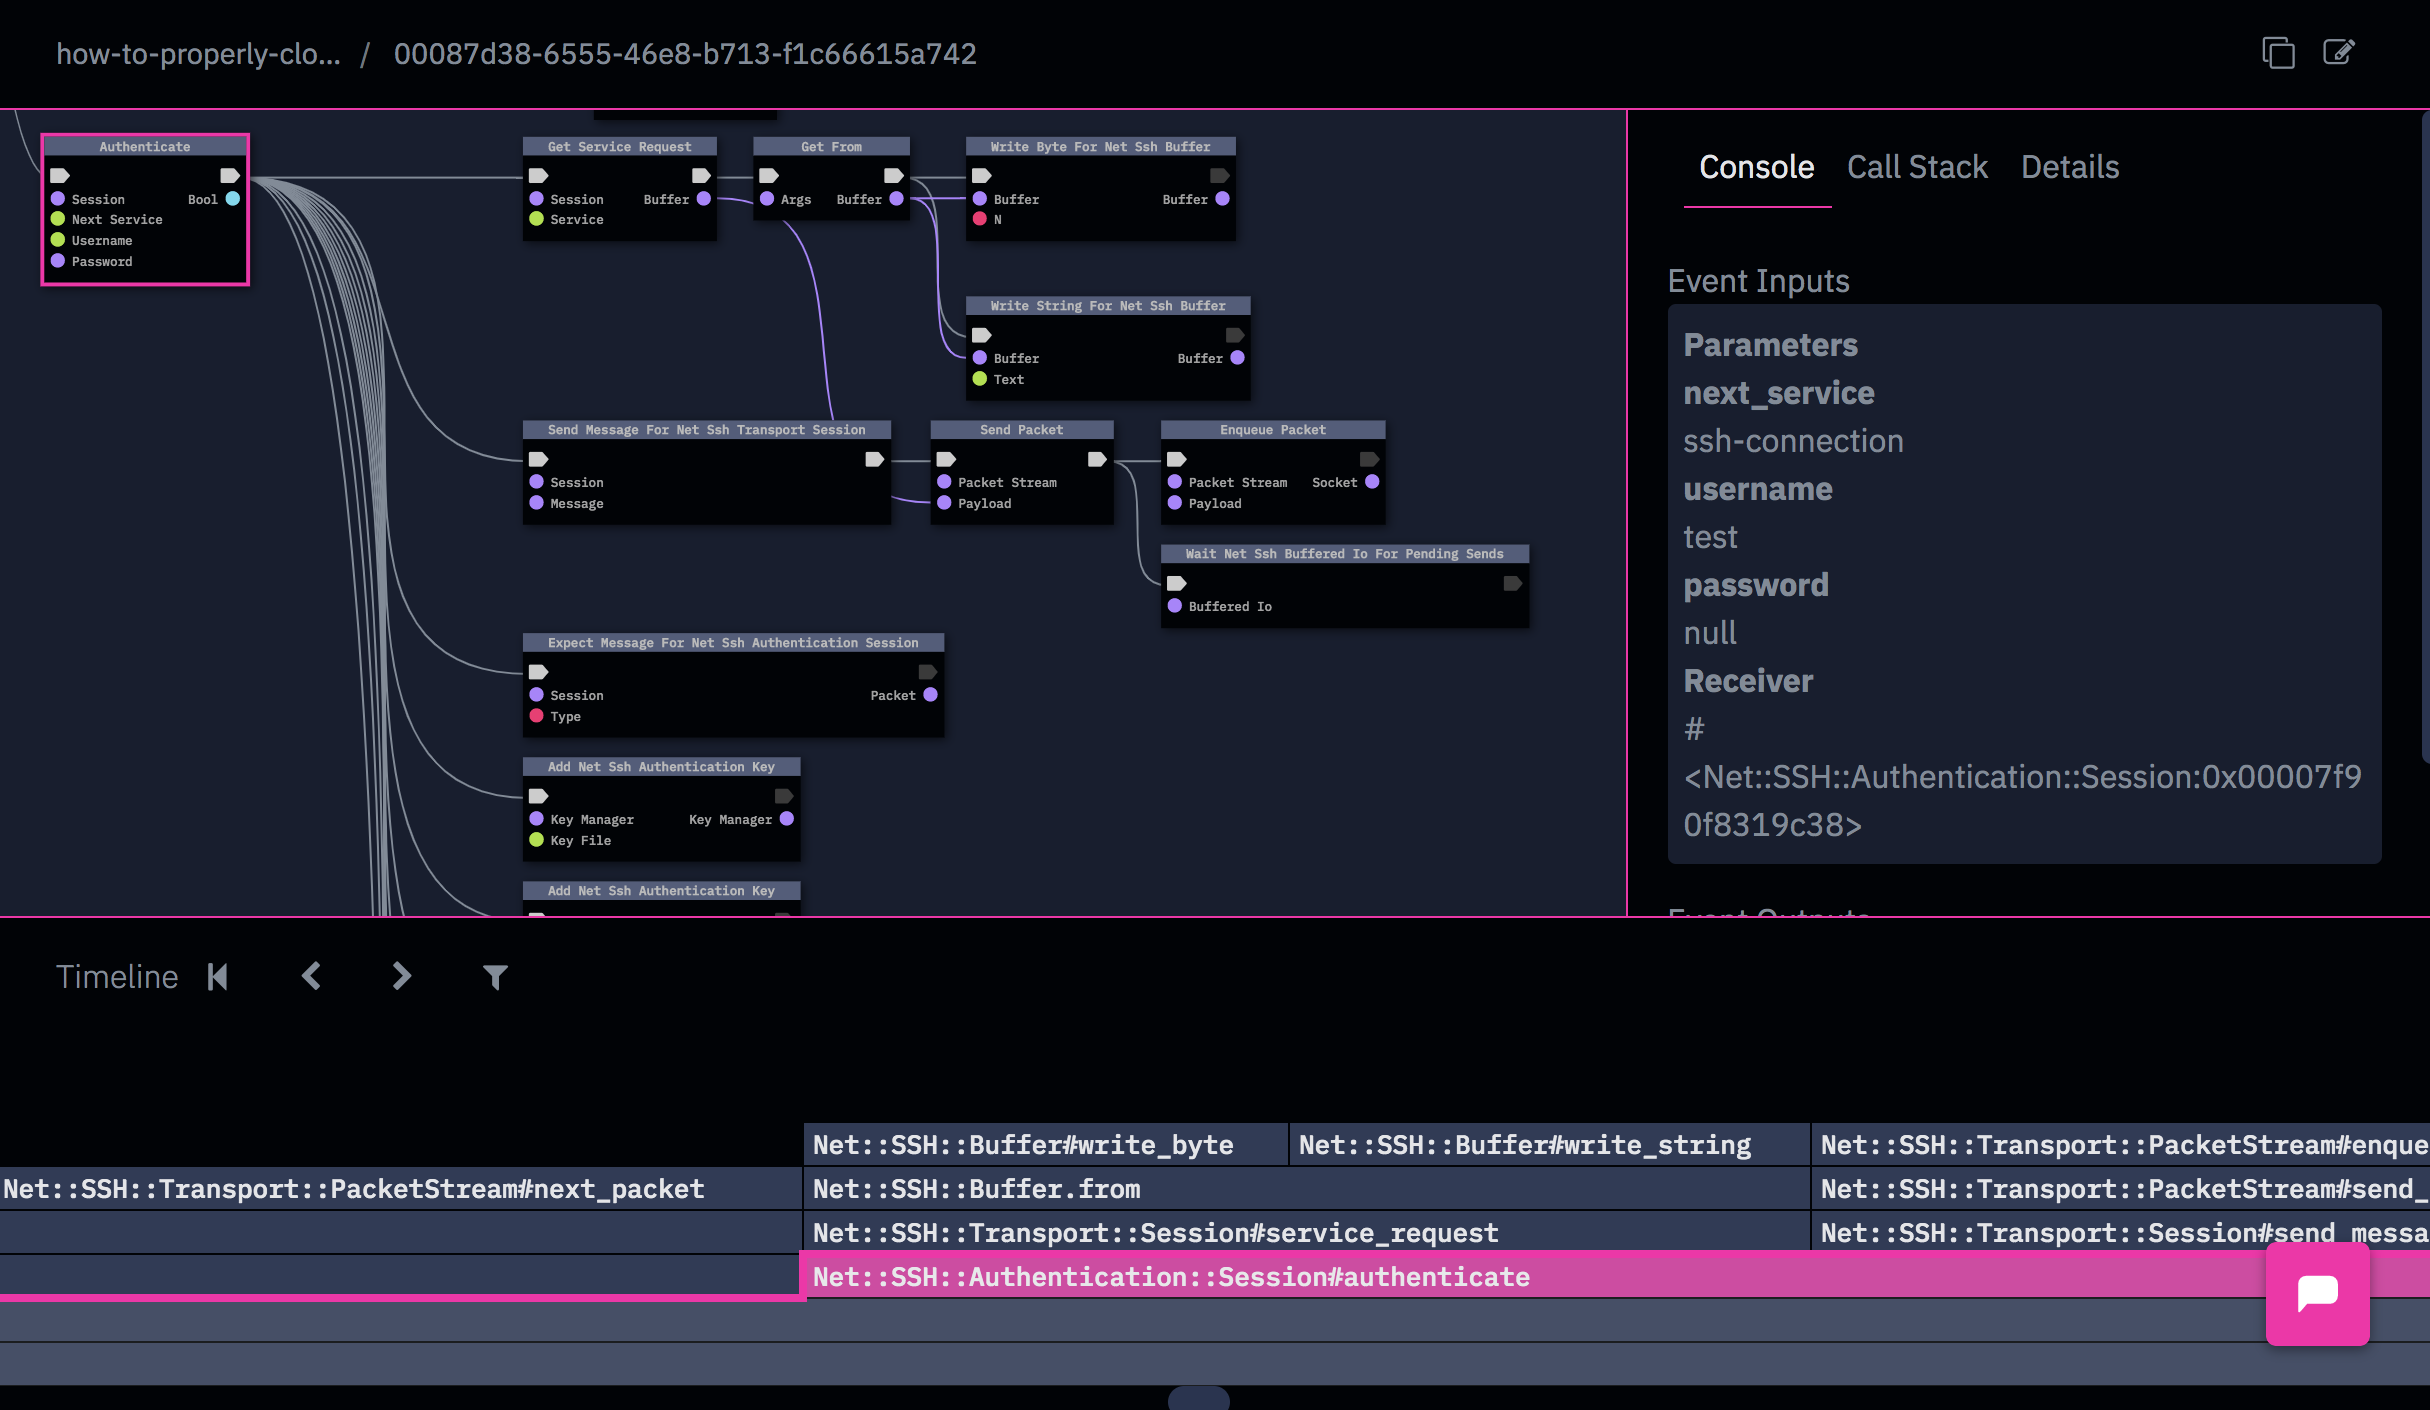 how-to-properly-clo... / 00087d38-6555-46e8-b713-f1c66615a742
Authenticate
Session Bool
Next Service
Username
Password
Get Service Request
Session Buffer
Service
Get From
Args Buffer
Write Byte For Net Ssh Buffer
Buffer Buffer
N
Write String For Net Ssh Buffer
Buffer Buffer
Text
Send Message For Net Ssh Transport Session
Session
Message
Send Packet
Packet Stream
Payload
Enqueue Packet
Packet Stream Socket
Payload
Wait Net Ssh Buffered Io For Pending Sends
Buffered Io
Expect Message For Net Ssh Authentication Session
Session Packet
Type
Add Net Ssh Authentication Key
Key Manager Key Manager
Key File
Add Net Ssh Authentication Key
Console Call Stack Details
Event Inputs
Parameters
next_service
ssh-connection
username
test
password
null
Receiver
#
<Net::SSH::Authentication::Session:0x00007f9
0f8319c38>
Event Outputs
Timeline
Net::SSH::Buffer#write_byte Net::SSH::Buffer#write_string Net::SSH::Transport::PacketStream#enque
Net::SSH::Transport::PacketStream#next_packet Net::SSH::Buffer.from Net::SSH::Transport::PacketStream#send_
Net::SSH::Transport::Session#service_request Net::SSH::Transport::Session#send_messa
Net::SSH::Authentication::Session#authenticate